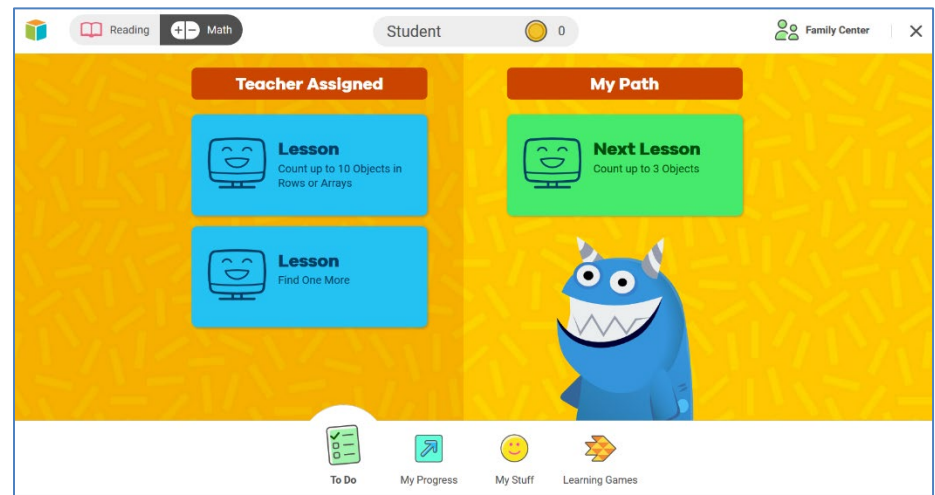 Reading
Math
Student
0
Family Center
Teacher Assigned
My Path
Lesson
Count up to 10 Objects in
Rows or Arrays
Next Lesson
Count up to 3 Objects
Lesson
Find One More
To Do
My Progress
My Stuff
Learning Games